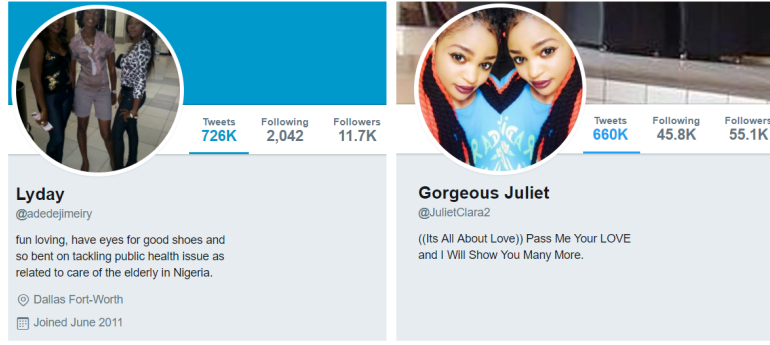 Tweets Following Followers
726K 2,042 11.7K
Lyday
@adedejimeiry
fun loving, have eyes for good shoes and
so bent on tackling public health issue as
related to care of the elderly in Nigeria.
Dallas Fort-Worth
Joined June 2011
Tweets Following Followers
660K 45.8K 55.1K
Gorgeous Juliet
@JulietClara2
((Its All About Love)) Pass Me Your LOVE
and I Will Show You Many More.